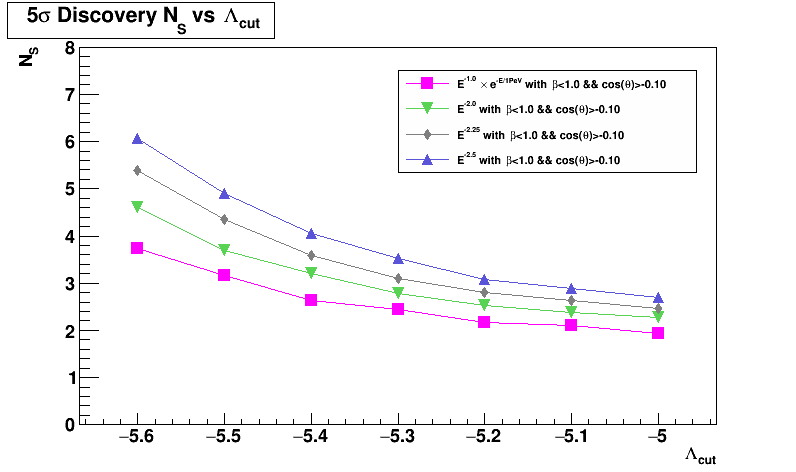 5σ Discovery N_S vs Λ_cut
N_S
8
7
6
5
4
3
2
1
0
E^-1.0 × e^-E/1PeV with β<1.0 && cos(θ)>-0.10
E^-2.0 with β<1.0 && cos(θ)>-0.10
E^-2.25 with β<1.0 && cos(θ)>-0.10
E^-2.5 with β<1.0 && cos(θ)>-0.10
−5.6 −5.5 −5.4 −5.3 −5.2 −5.1 −5
Λ_cut